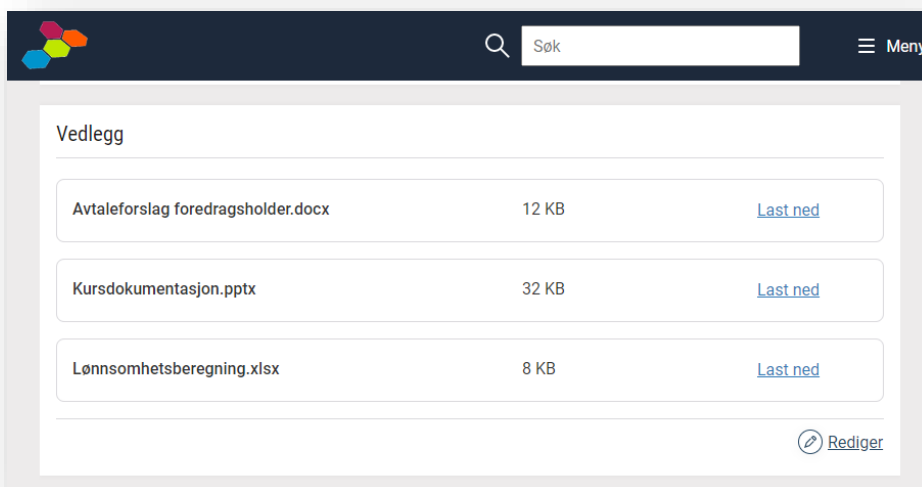 Søk
Meny
Vedlegg
Avtaleforslag foredragsholder.docx 12 KB Last ned
Kursdokumentasjon.pptx 32 KB Last ned
Lønnsomhetsberegning.xlsx 8 KB Last ned
Rediger